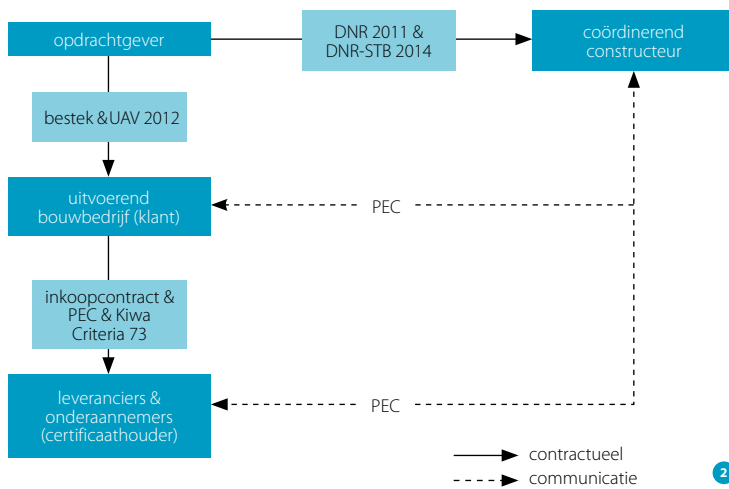 opdrachtgever
DNR 2011 &
DNR-STB 2014
coördinerend
constructeur
bestek &UAV 2012
uitvoerend
bouwbedrijf (klant)
PEC
inkoopcontract &
PEC & Kiwa
Criteria 73
leveranciers &
onderaannemers
(certificaathouder)
PEC
contractueel
communicatie
2